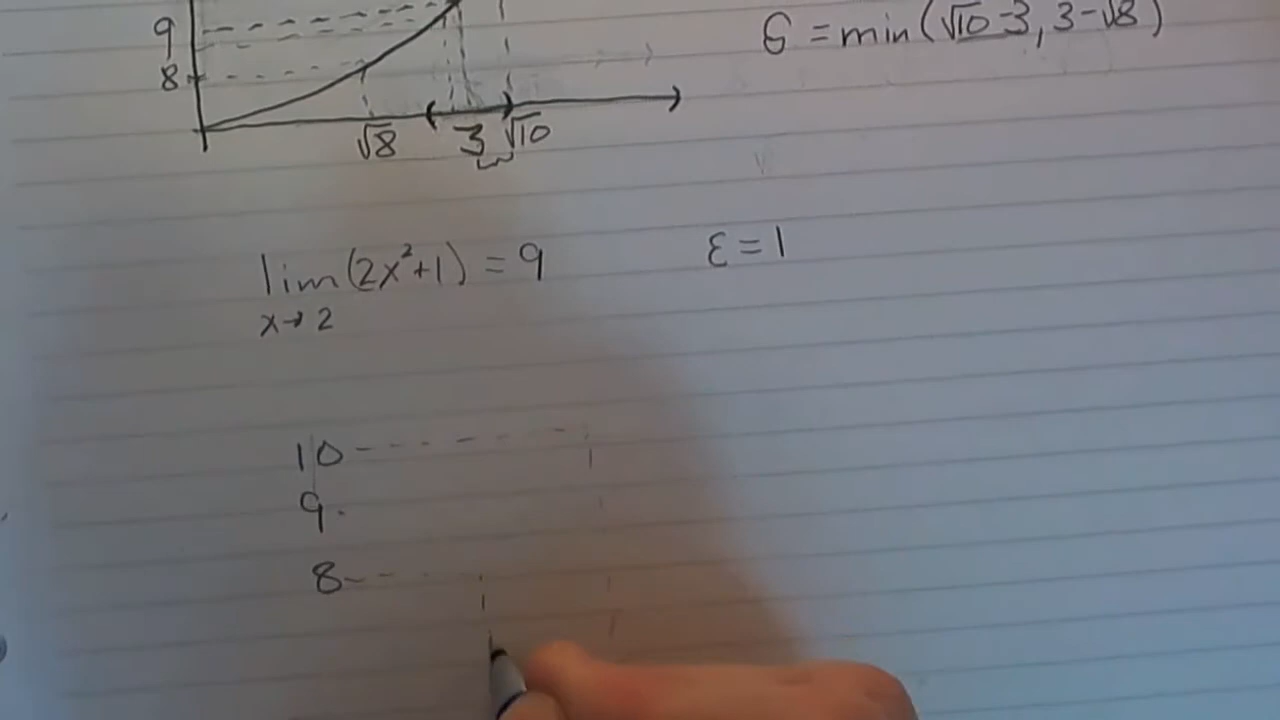 9
8
√8 3 √10
δ = min(√10-3, 3-√8)
lim (2x²+1) = 9
x→2
ε = 1
10
9
8